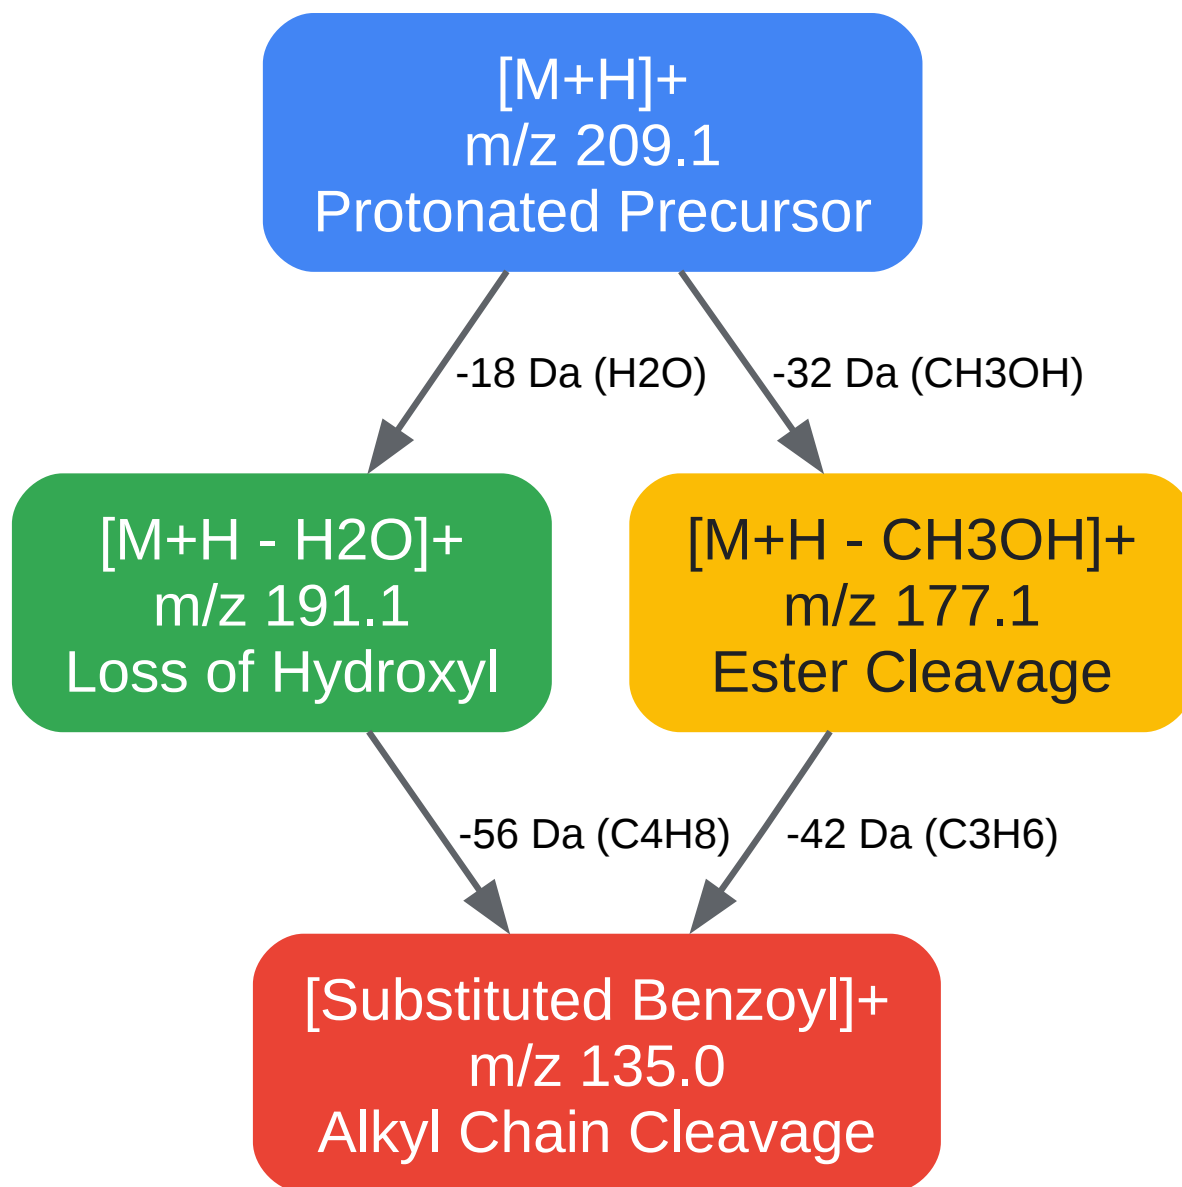 [M+H]+
m/z 209.1
Protonated Precursor
-18 Da (H2O)
-32 Da (CH3OH)
[M+H - H2O]+
m/z 191.1
Loss of Hydroxyl
[M+H - CH3OH]+
m/z 177.1
Ester Cleavage
-56 Da (C4H8)
-42 Da (C3H6)
[Substituted Benzoyl]+
m/z 135.0
Alkyl Chain Cleavage